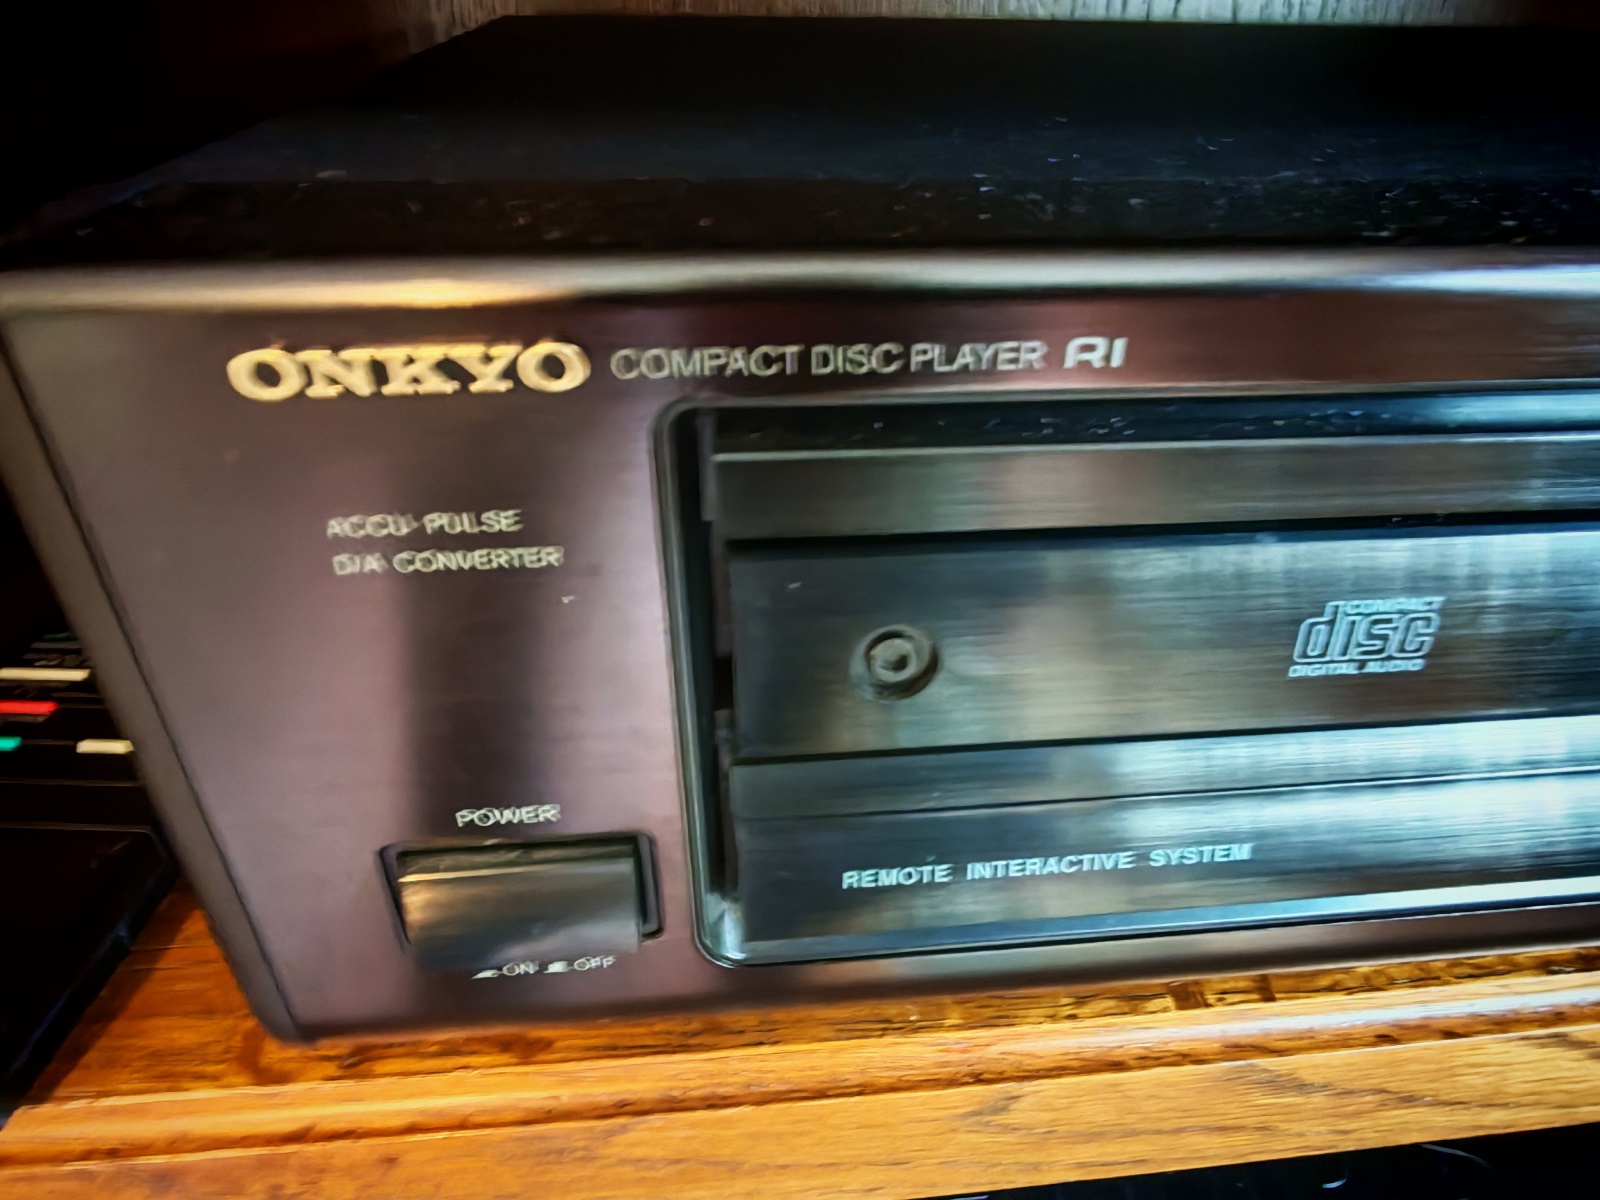 ONKYO COMPACT DISC PLAYER RI
ACCU-PULSE
D/A CONVERTER
COMPACT
disc
DIGITAL AUDIO
POWER
REMOTE INTERACTIVE SYSTEM
ON OFF